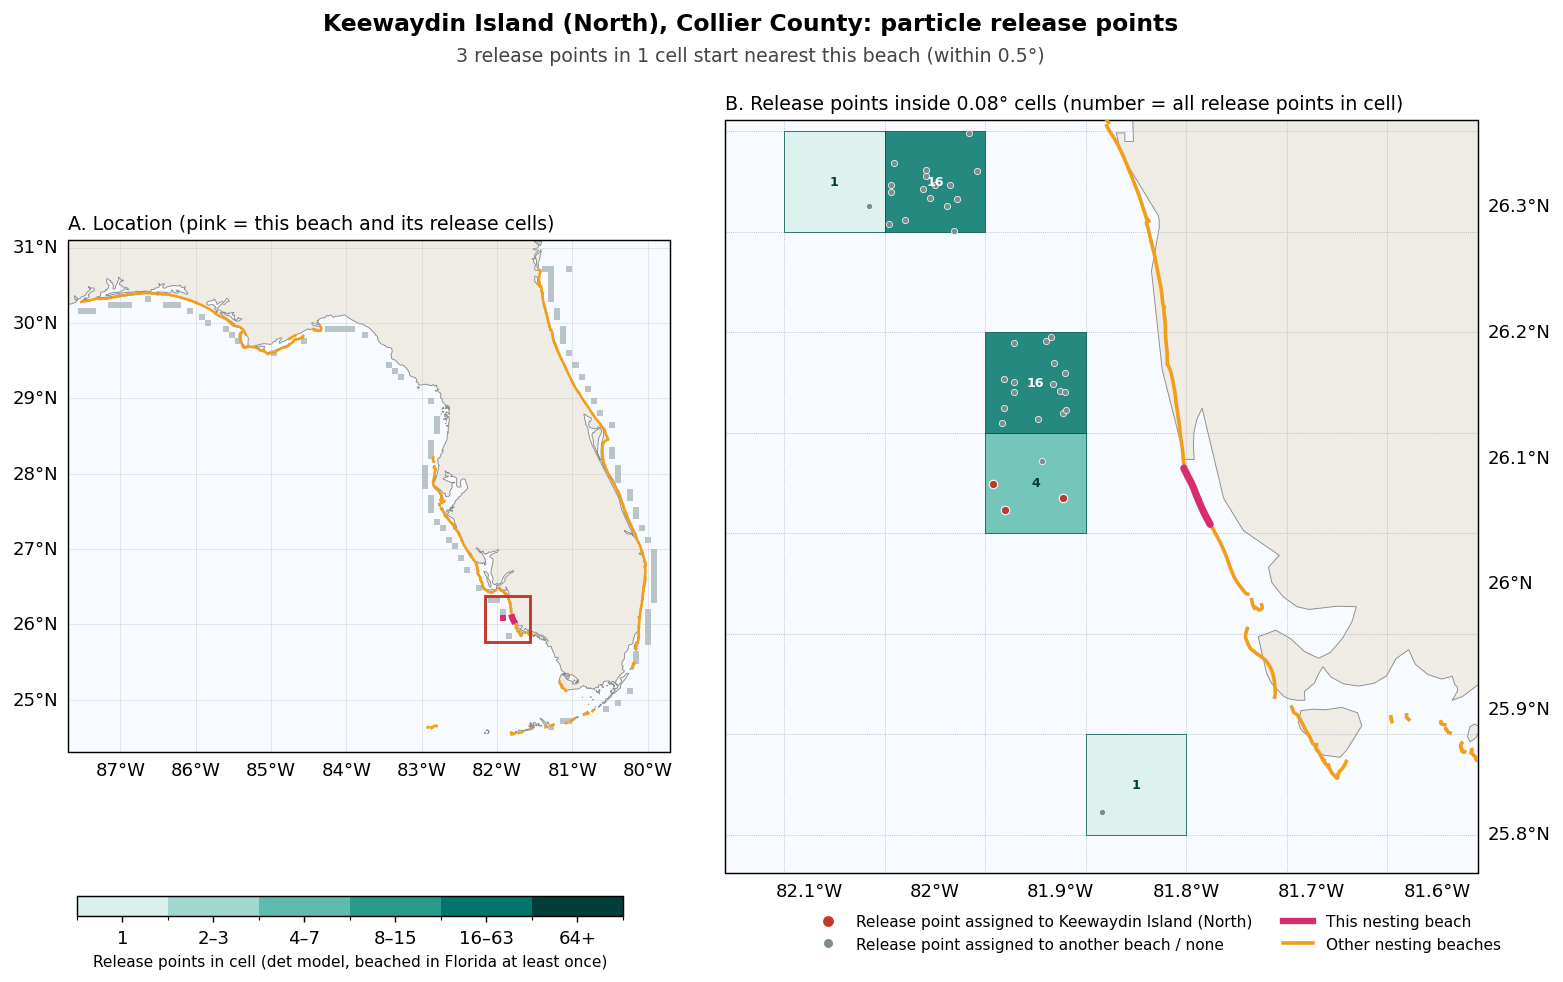 Keewaydin Island (North), Collier County: particle release points
3 release points in 1 cell start nearest this beach (within 0.5°)
A. Location (pink = this beach and its release cells)
31°N
30°N
29°N
28°N
27°N
26°N
25°N
87°W 86°W 85°W 84°W 83°W 82°W 81°W 80°W
B. Release points inside 0.08° cells (number = all release points in cell)
1
16
16
4
1
26.3°N
26.2°N
26.1°N
26°N
25.9°N
25.8°N
82.1°W 82°W 81.9°W 81.8°W 81.7°W 81.6°W
1 2–3 4–7 8–15 16–63 64+
Release points in cell (det model, beached in Florida at least once)
Release point assigned to Keewaydin Island (North)
Release point assigned to another beach / none
This nesting beach
Other nesting beaches